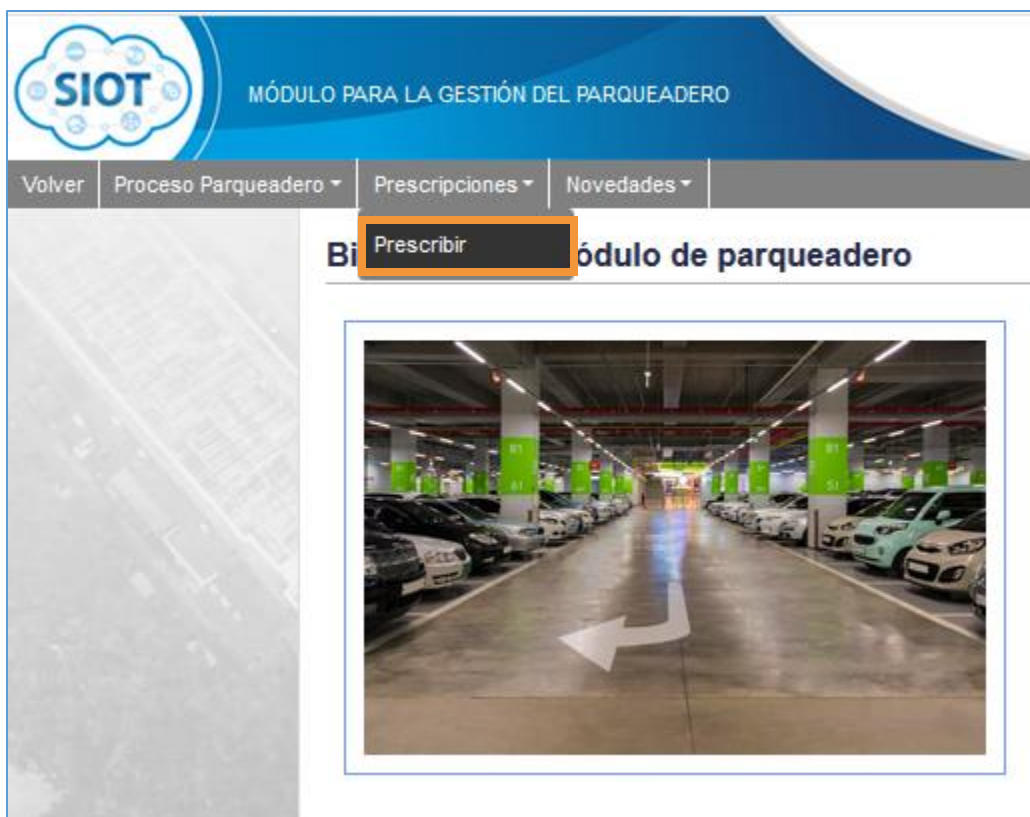 SIOT
MÓDULO PARA LA GESTIÓN DEL PARQUEADERO
Volver Proceso Parqueadero Prescripciones Novedades
Prescribir
Bi ódulo de parqueadero